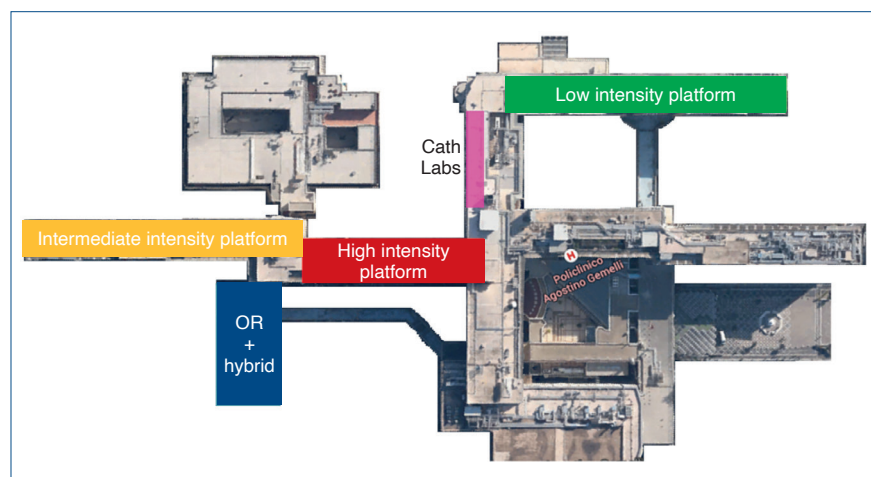 Low intensity platform
Cath
Labs
Intermediate intensity platform
High intensity
platform
H
Policlinico
Agostino Gemelli
OR
+
hybrid